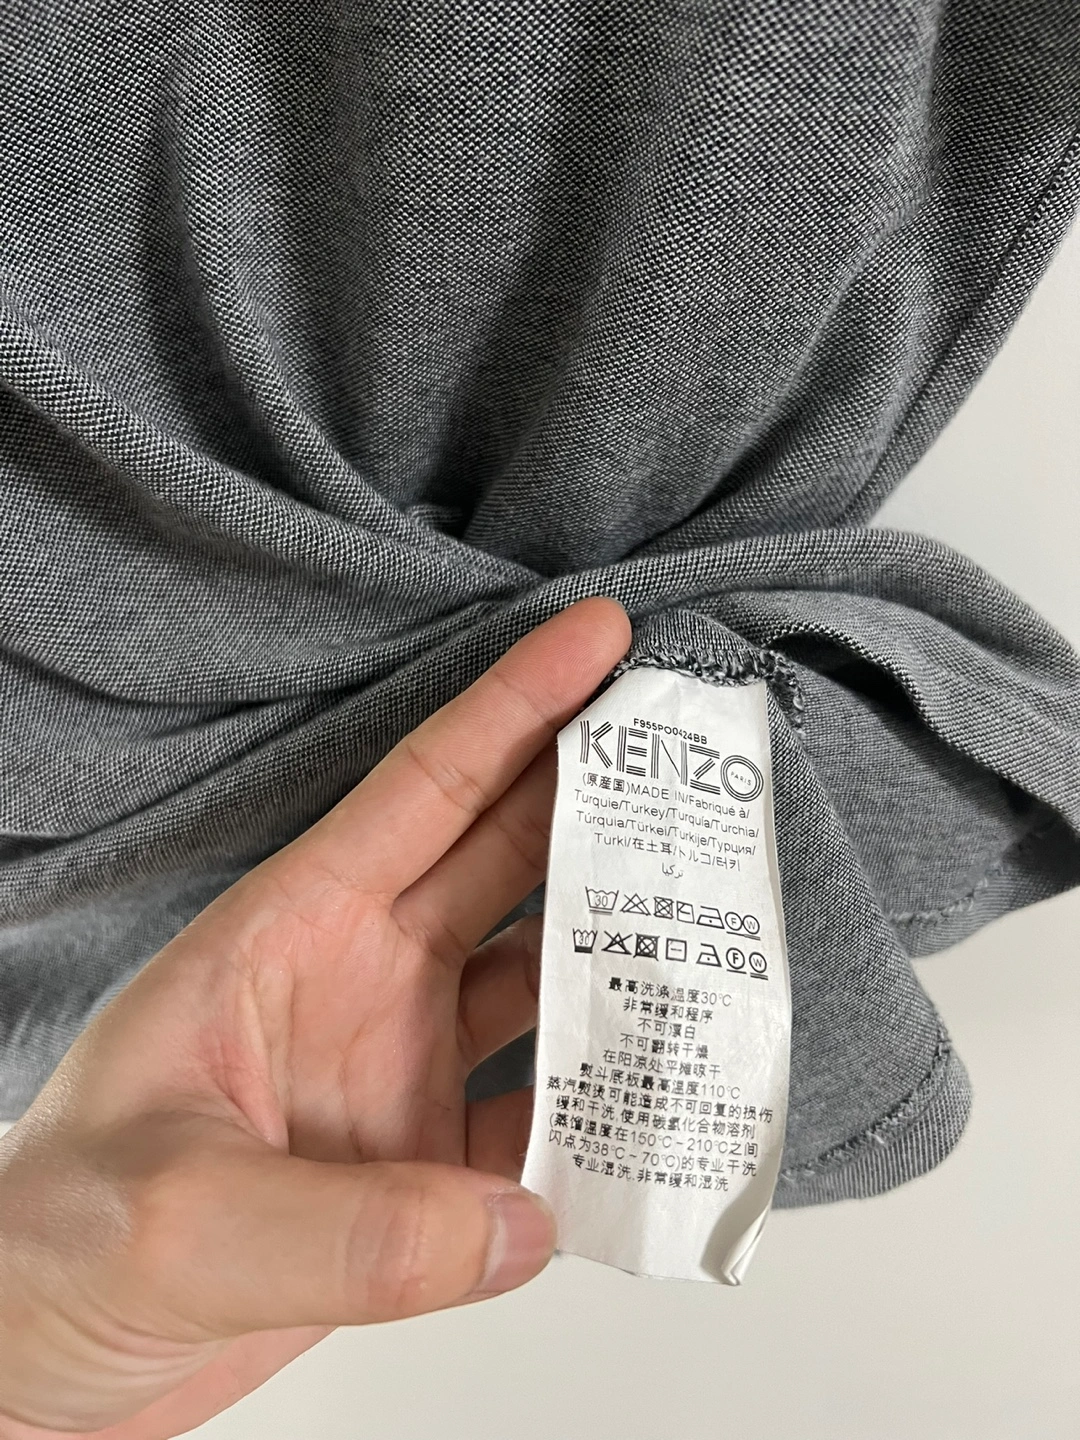 F955PO0424BB
KENZO
PARIS
(原産国)MADE IN/Fabriqué à/
Turquie/Turkey/Turquía/Turchia/
Túrquia/Türkei/Turkije/Турция/
Turki/在土耳/トルコ/터키
تركيا
30 F W
30 F W
最高洗涤温度30℃
非常缓和程序
不可漂白
不可翻转干燥
在阳凉处平摊晾干
熨斗底板最高温度110℃
蒸汽熨烫可能造成不可回复的损伤
缓和干洗,使用碳氢化合物溶剂
(蒸馏温度在150℃~210℃之间
闪点为38℃~70℃)的专业干洗
专业湿洗,非常缓和湿洗